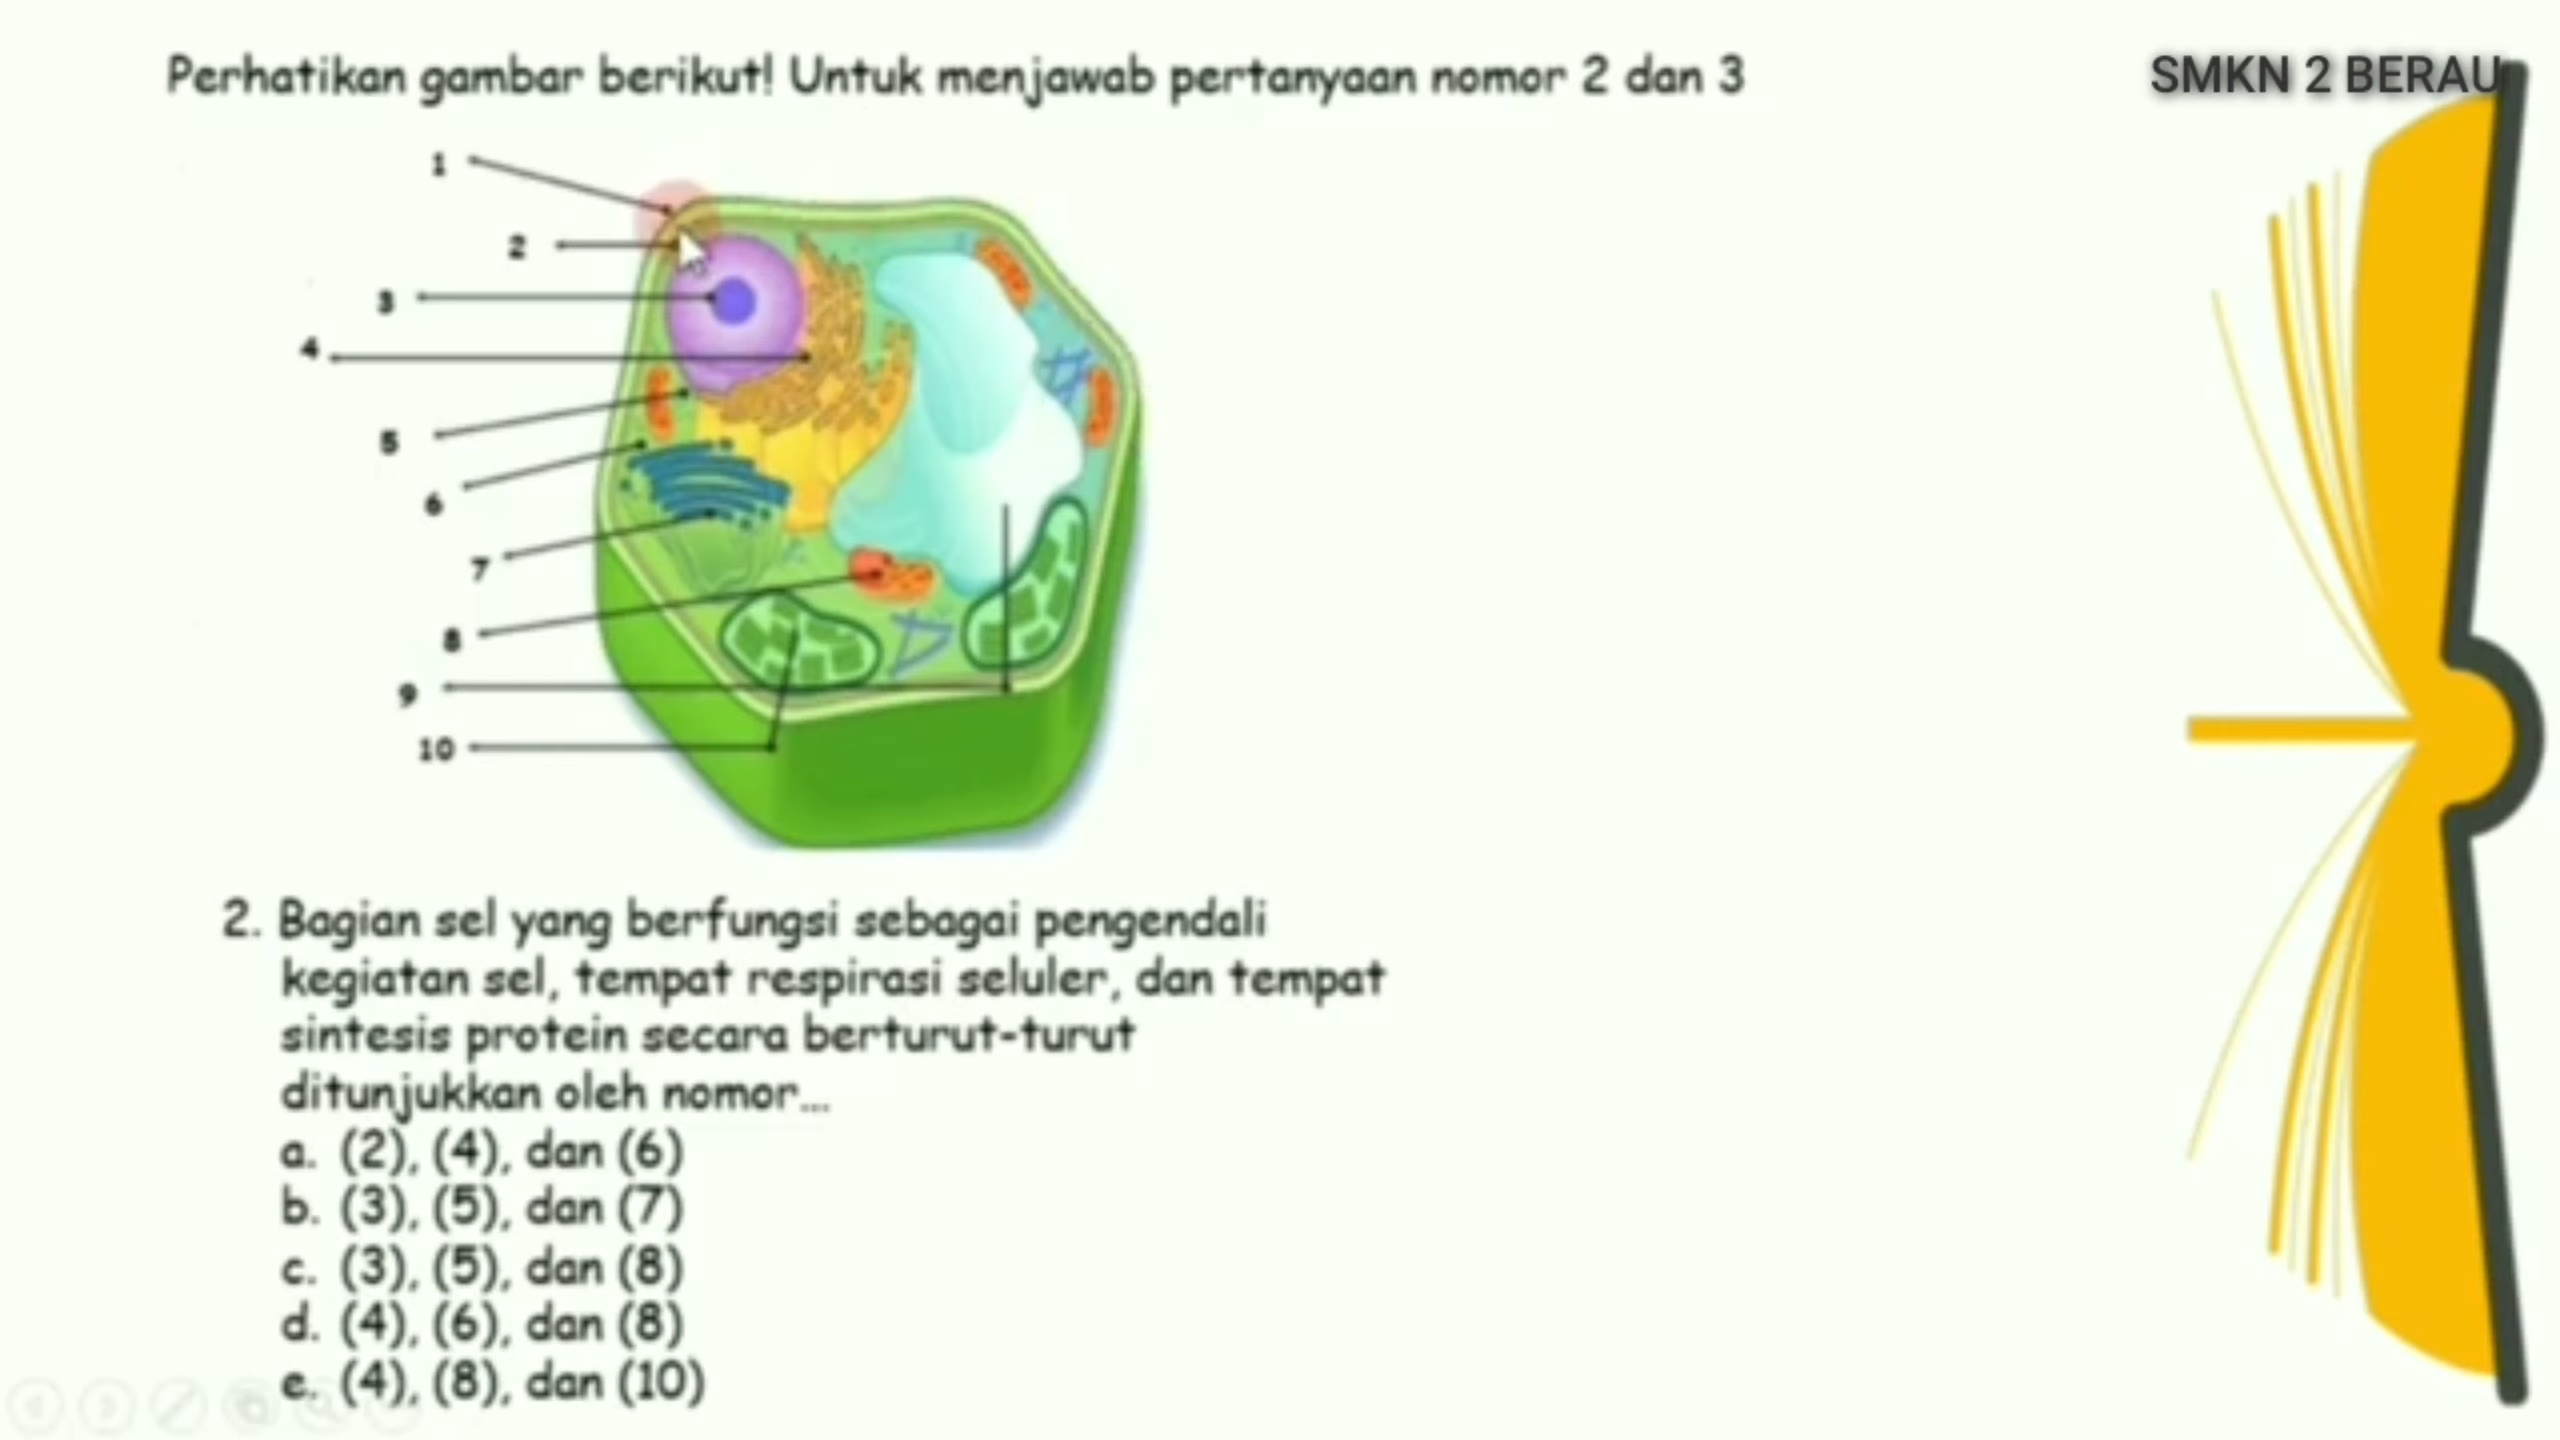 Perhatikan gambar berikut! Untuk menjawab pertanyaan nomor 2 dan 3
SMKN 2 BERAU
1
2
3
4
5
6
7
8
9
10
2. Bagian sel yang berfungsi sebagai pengendali
kegiatan sel, tempat respirasi seluler, dan tempat
sintesis protein secara berturut-turut
ditunjukkan oleh nomor...
a. (2), (4), dan (6)
b. (3), (5), dan (7)
c. (3), (5), dan (8)
d. (4), (6), dan (8)
e. (4), (8), dan (10)